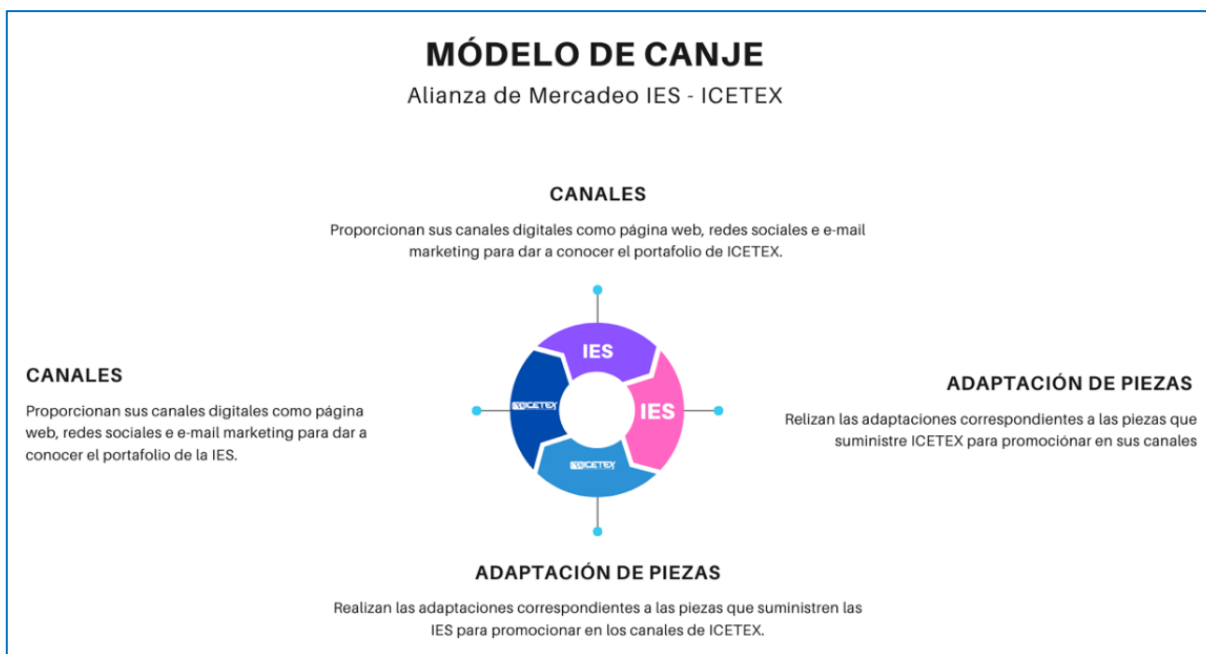 MÓDELO DE CANJE
Alianza de Mercadeo IES - ICETEX
CANALES
Proporcionan sus canales digitales como página web, redes sociales e e-mail
marketing para dar a conocer el portafolio de ICETEX.
IES
CANALES
Proporcionan sus canales digitales como página
web, redes sociales e e-mail marketing para dar a
conocer el portafolio de la IES.
ICETEX
IES
ADAPTACIÓN DE PIEZAS
Relizan las adaptaciones correspondientes a las piezas que
suministre ICETEX para promociónar en sus canales
ICETEX
ADAPTACIÓN DE PIEZAS
Realizan las adaptaciones correspondientes a las piezas que suministren las
IES para promocionar en los canales de ICETEX.